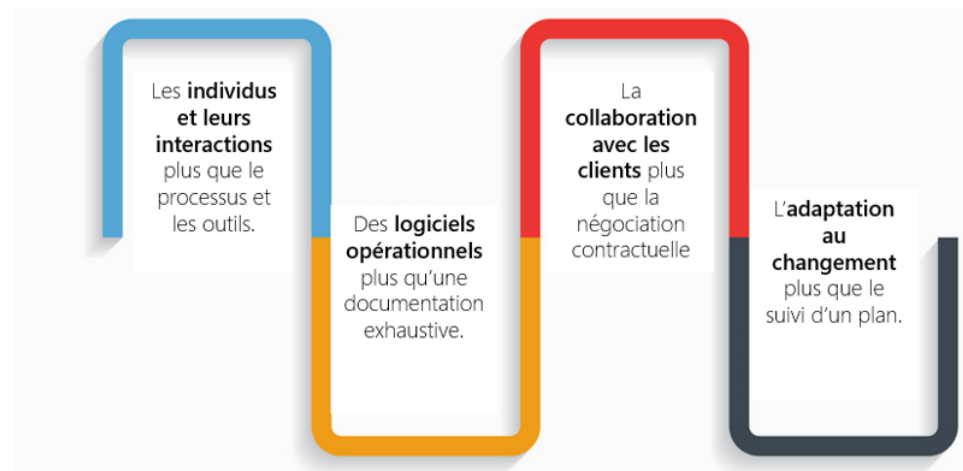 Les individus
et leurs
interactions
plus que le
processus et
les outils.
Des logiciels
opérationnels
plus qu'une
documentation
exhaustive.
La
collaboration
avec les
clients plus
que la
négociation
contractuelle
L'adaptation
au
changement
plus que le
suivi d'un plan.